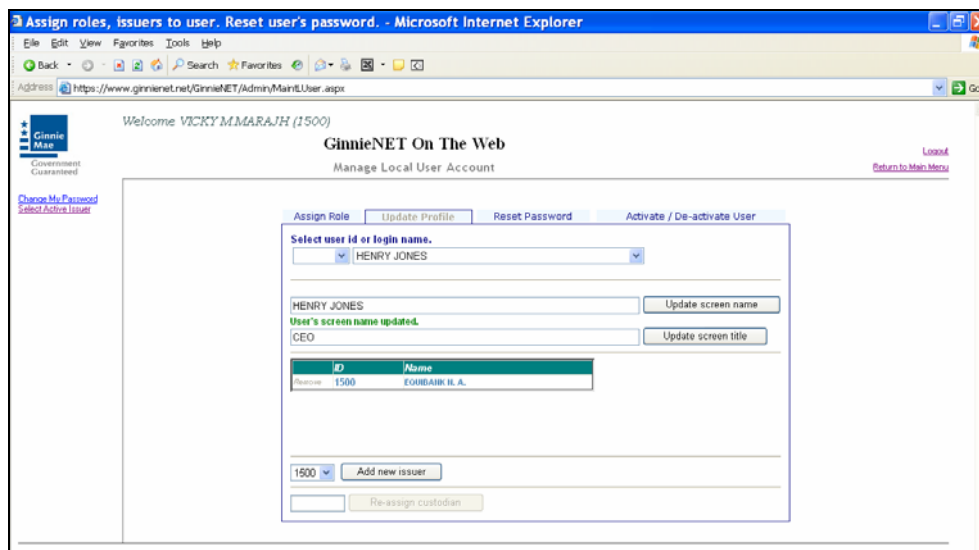 Assign roles, issuers to user. Reset user's password. - Microsoft Internet Explorer
File Edit View Favorites Tools Help
Back Search Favorites
Address https://www.ginnienet.net/GinnieNET/Admin/MaintLUser.aspx Go
Welcome VICKY M.MARAJH (1500)
Ginnie
Mae
Government
Guaranteed
GinnieNET On The Web
Manage Local User Account
Logout
Return to Main Menu
Change My Password
Select Active Issuer
Assign Role Update Profile Reset Password Activate / De-activate User
Select user id or login name.
HENRY JONES
HENRY JONES Update screen name
User's screen name updated.
CEO Update screen title
ID Name
Remove 1500 EQUIBANK N. A.
1500 Add new issuer
Re-assign custodian